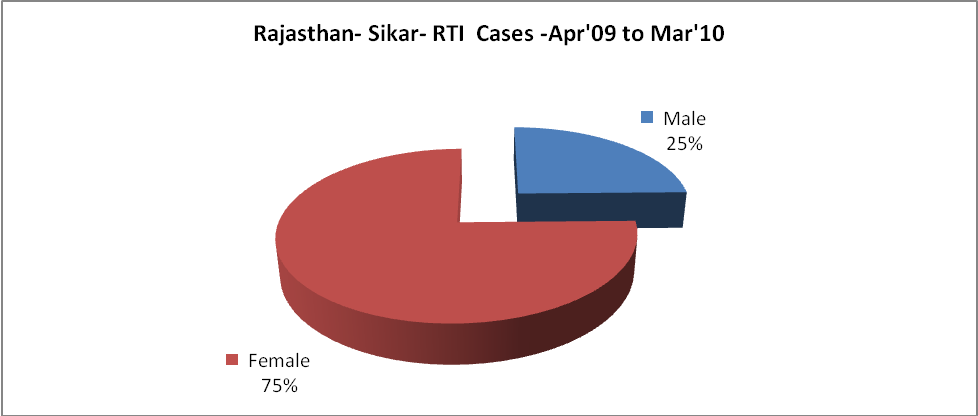 Rajasthan- Sikar- RTI  Cases -Apr'09 to Mar'10
Male
25%
Female
75%